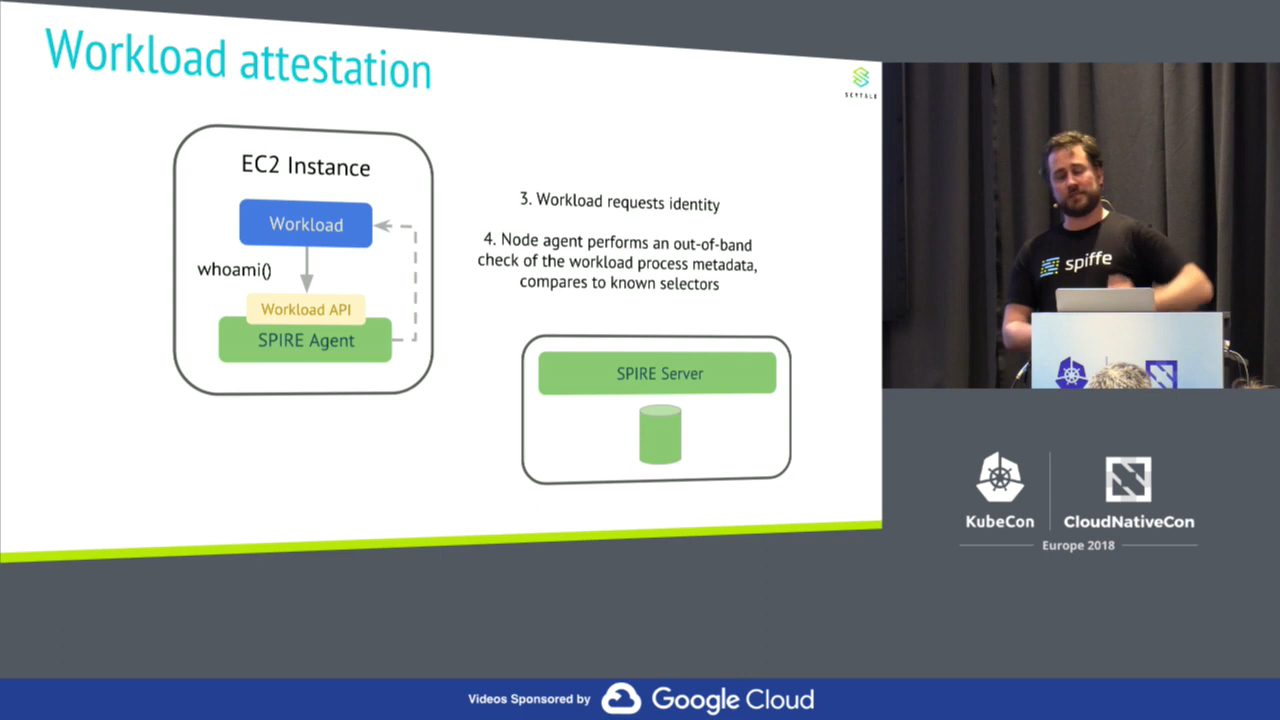 Workload attestation
SCYTALE
EC2 Instance
Workload
whoami()
Workload API
SPIRE Agent
3. Workload requests identity
4. Node agent performs an out-of-band
check of the workload process metadata,
compares to known selectors
SPIRE Server
spiffe
KubeCon
CloudNativeCon
Europe 2018
Videos Sponsored by
Google Cloud